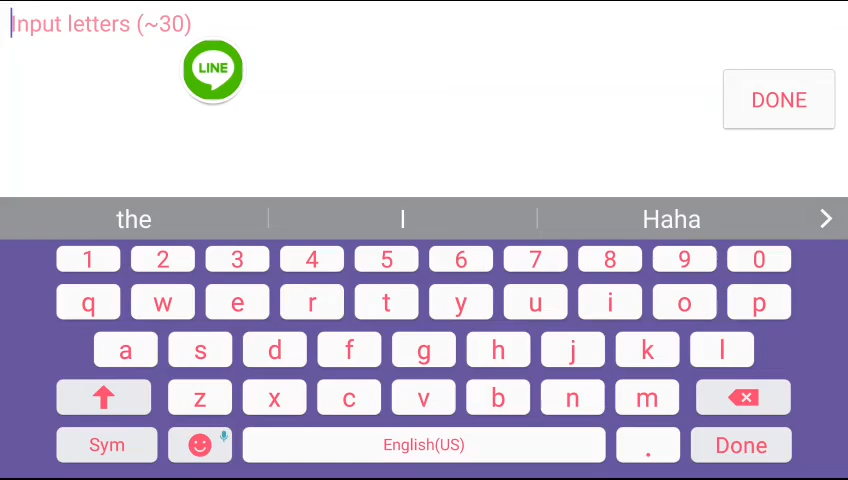 Input letters (~30)
LINE
DONE
the I Haha
1 2 3 4 5 6 7 8 9 0
q w e r t y u i o p
a s d f g h j k l
z x c v b n m
Sym English(US) . Done